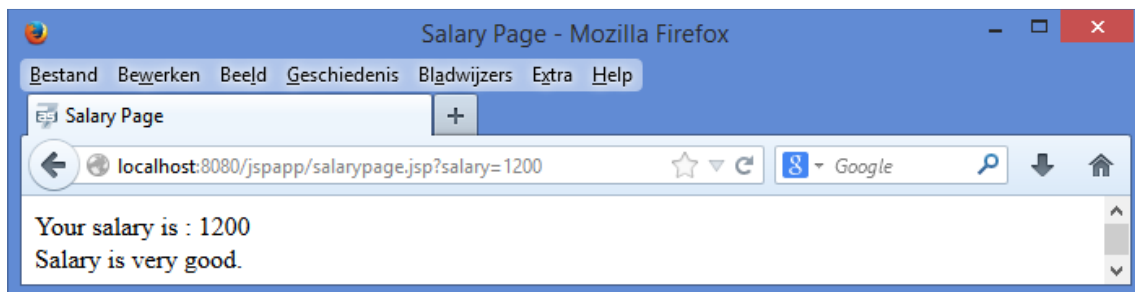 Salary Page - Mozilla Firefox
Bestand Bewerken Beeld Geschiedenis Bladwijzers Extra Help
Salary Page
localhost:8080/jspapp/salarypage.jsp?salary=1200
8 Google
Your salary is : 1200
Salary is very good.